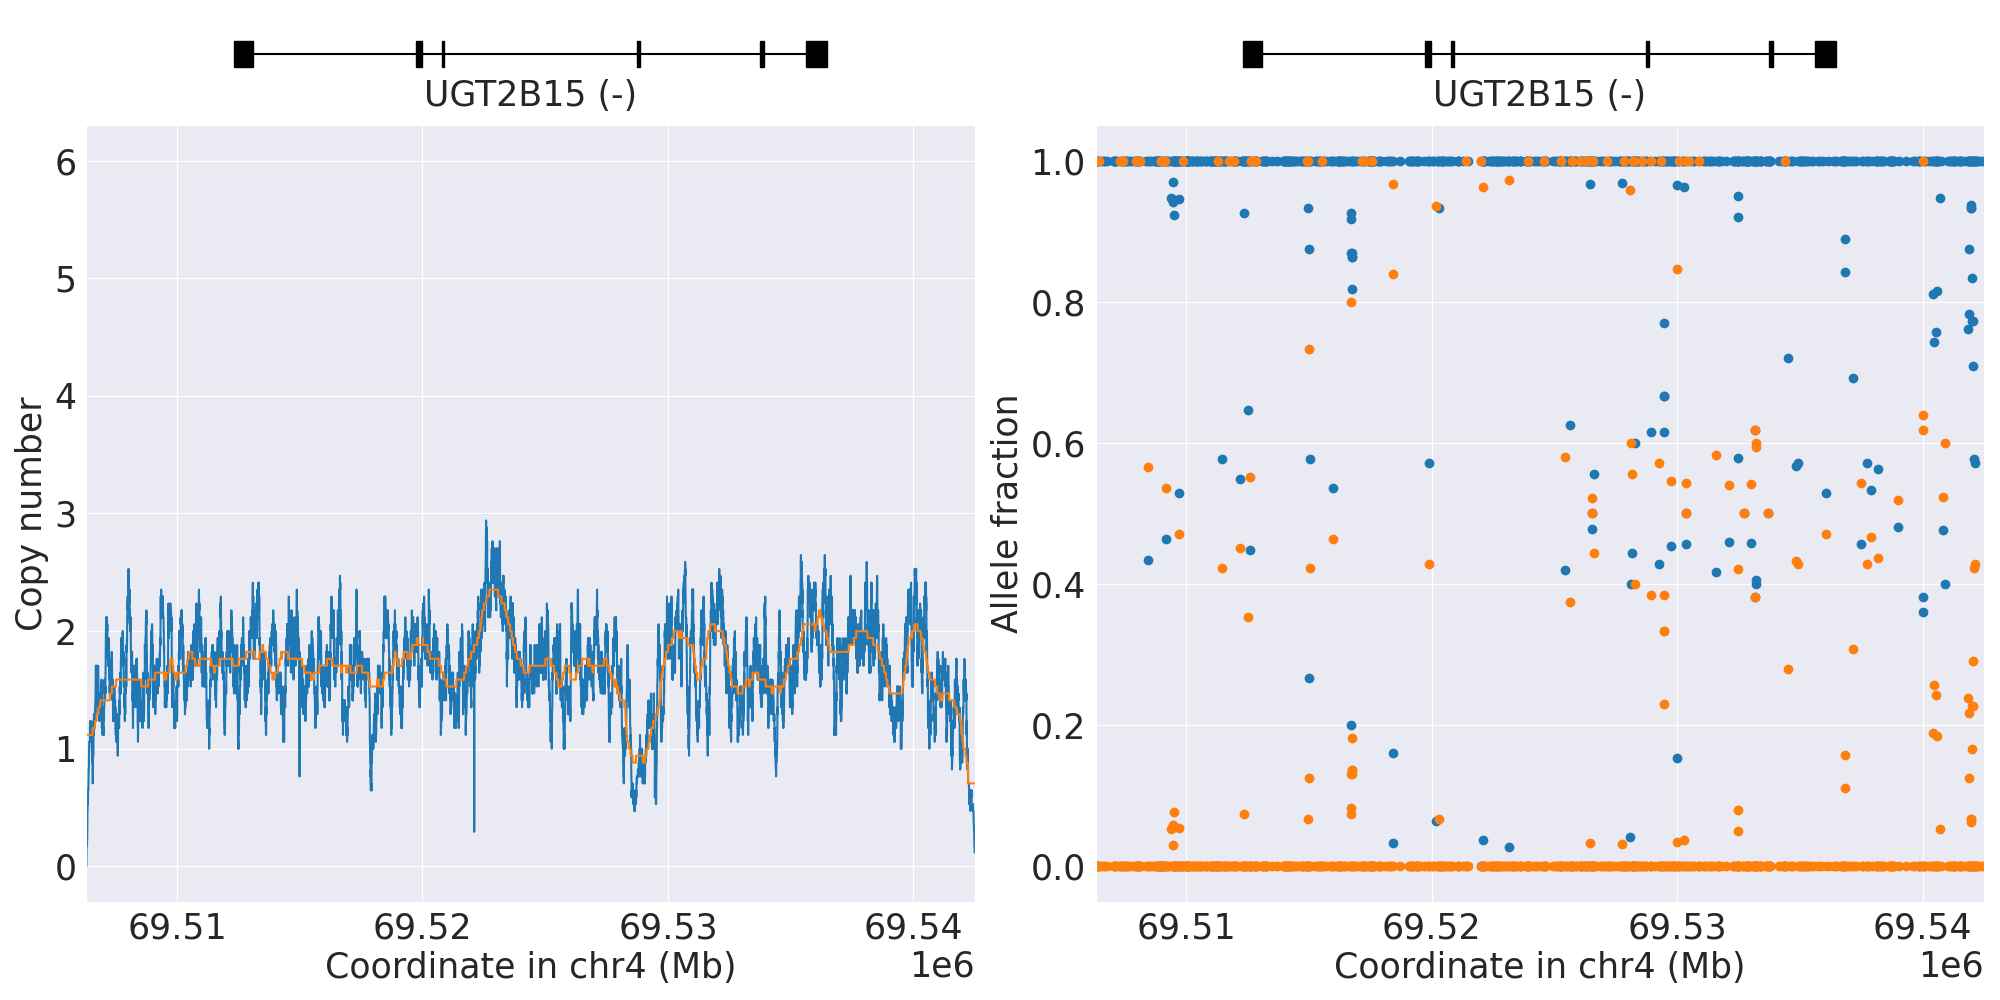 UGT2B15 (-)
UGT2B15 (-)
Copy number
6
5
4
3
2
1
0
69.51 69.52 69.53 69.54
Coordinate in chr4 (Mb)
1e6
Allele fraction
1.0
0.8
0.6
0.4
0.2
0.0
69.51 69.52 69.53 69.54
Coordinate in chr4 (Mb)
1e6